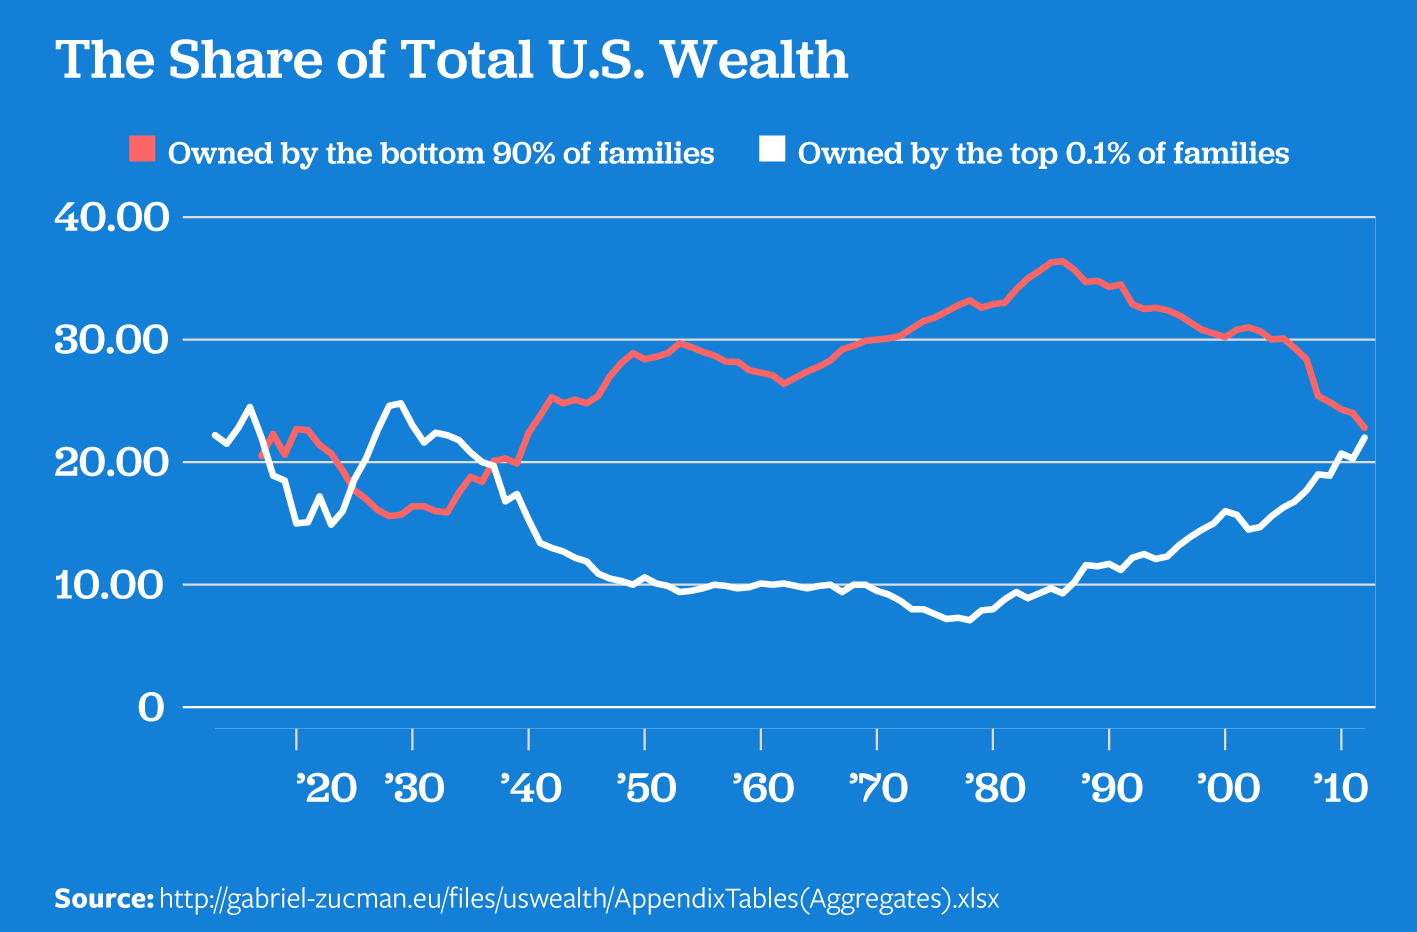 The Share of Total U.S. Wealth
Owned by the bottom 90% of families Owned by the top 0.1% of families
40.00
30.00
20.00
10.00
0
’20 ’30 ’40 ’50 ’60 ’70 ’80 ’90 ’00 ’10
Source: http://gabriel-zucman.eu/files/uswealth/AppendixTables(Aggregates).xlsx